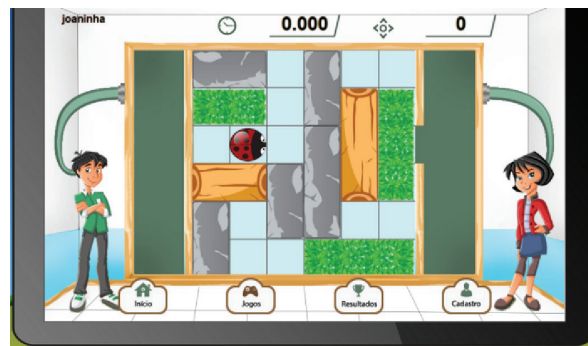 joaninha
0.000
0
Início
Jogos
Resultados
Cadastro